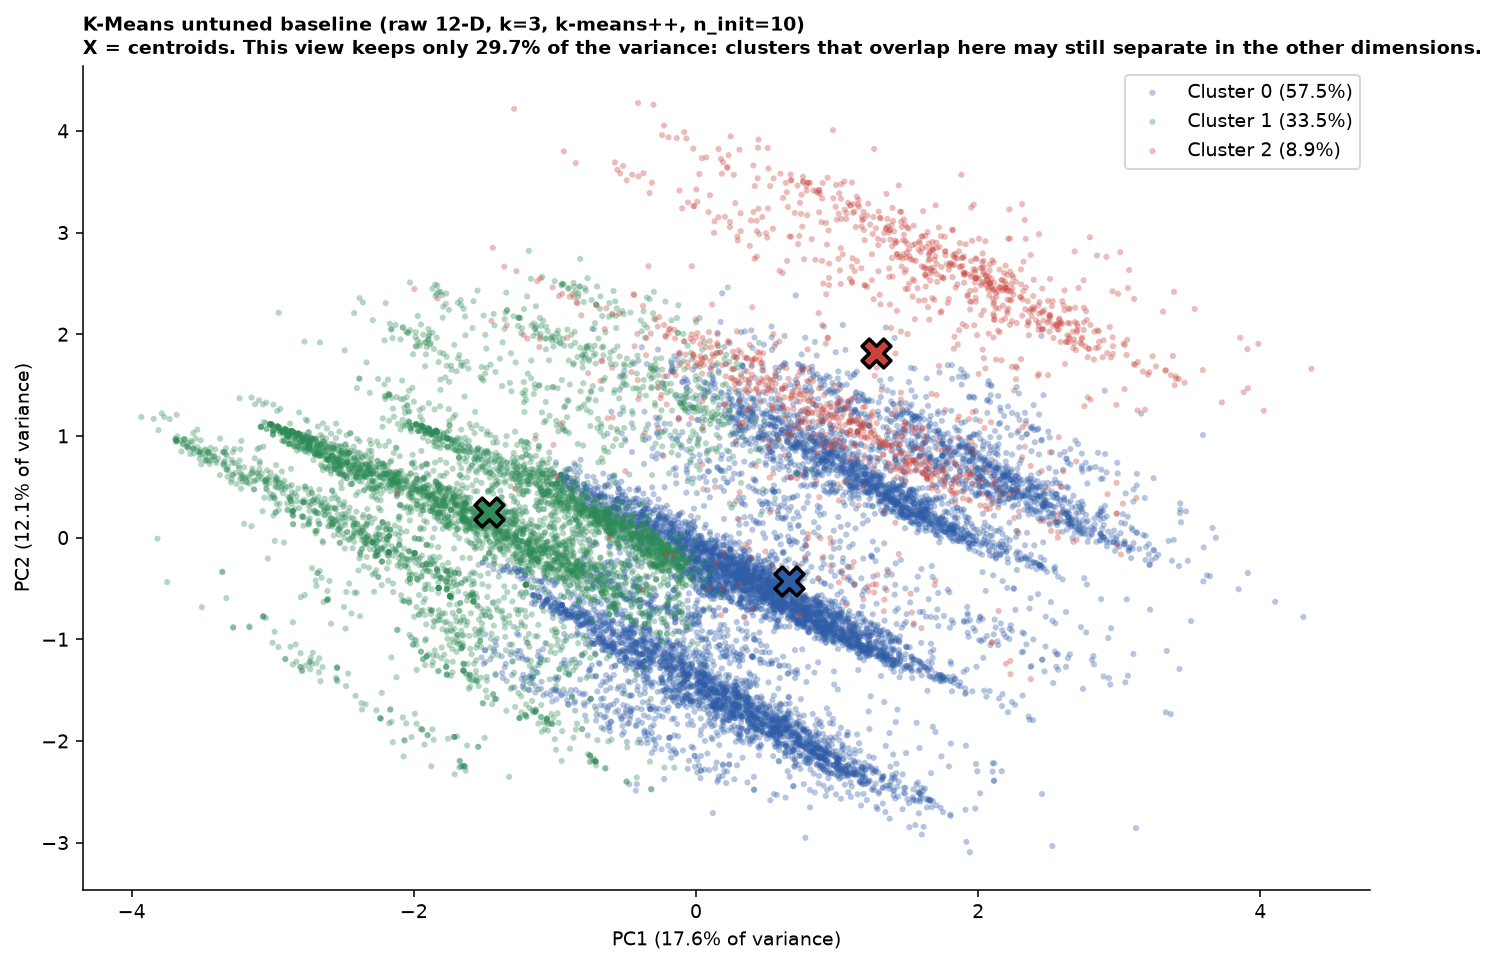 K-Means untuned baseline (raw 12-D, k=3, k-means++, n_init=10)
X = centroids. This view keeps only 29.7% of the variance: clusters that overlap here may still separate in the other dimensions.
Cluster 0 (57.5%)
Cluster 1 (33.5%)
Cluster 2 (8.9%)
4
3
2
1
0
−1
−2
−3
PC2 (12.1% of variance)
−4
−2
0
2
4
PC1 (17.6% of variance)